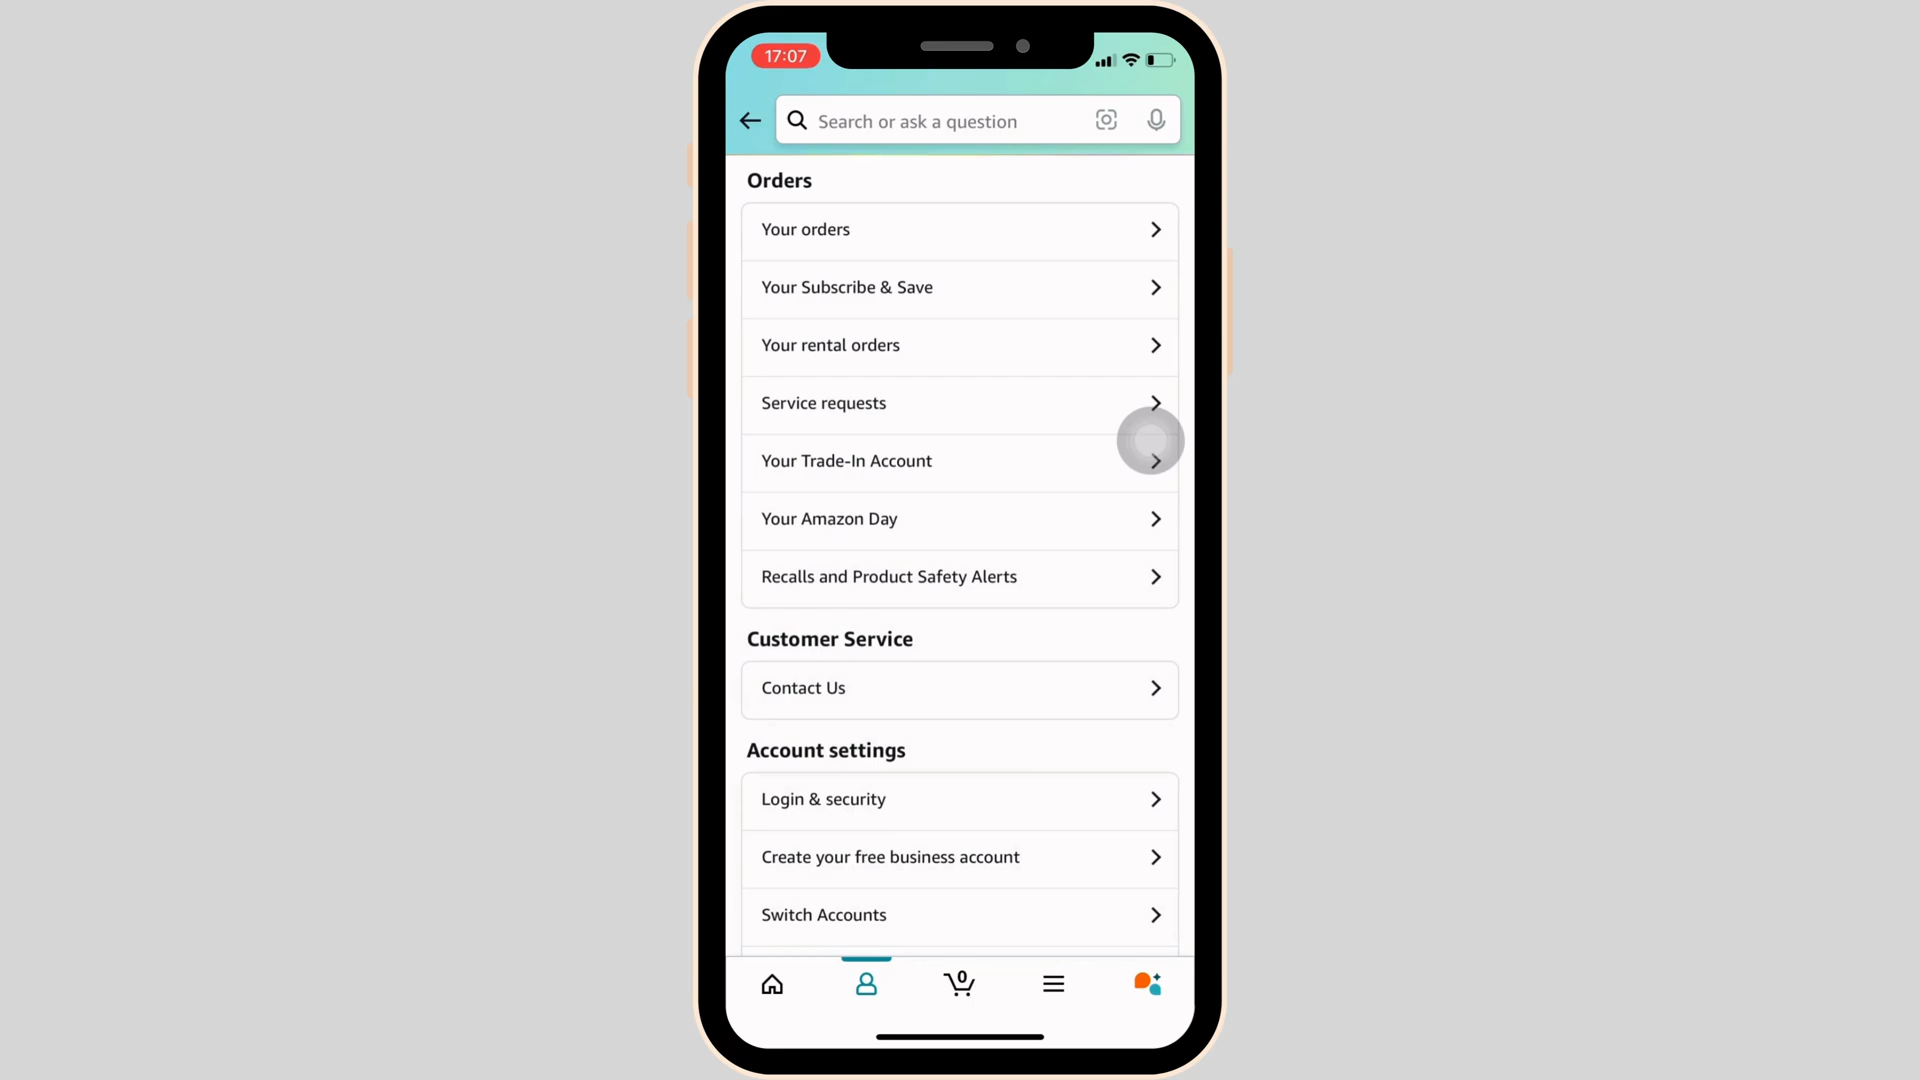 17:07
Search or ask a question
Orders
Your orders
Your Subscribe & Save
Your rental orders
Service requests
Your Trade-In Account
Your Amazon Day
Recalls and Product Safety Alerts
Customer Service
Contact Us
Account settings
Login & security
Create your free business account
Switch Accounts
0